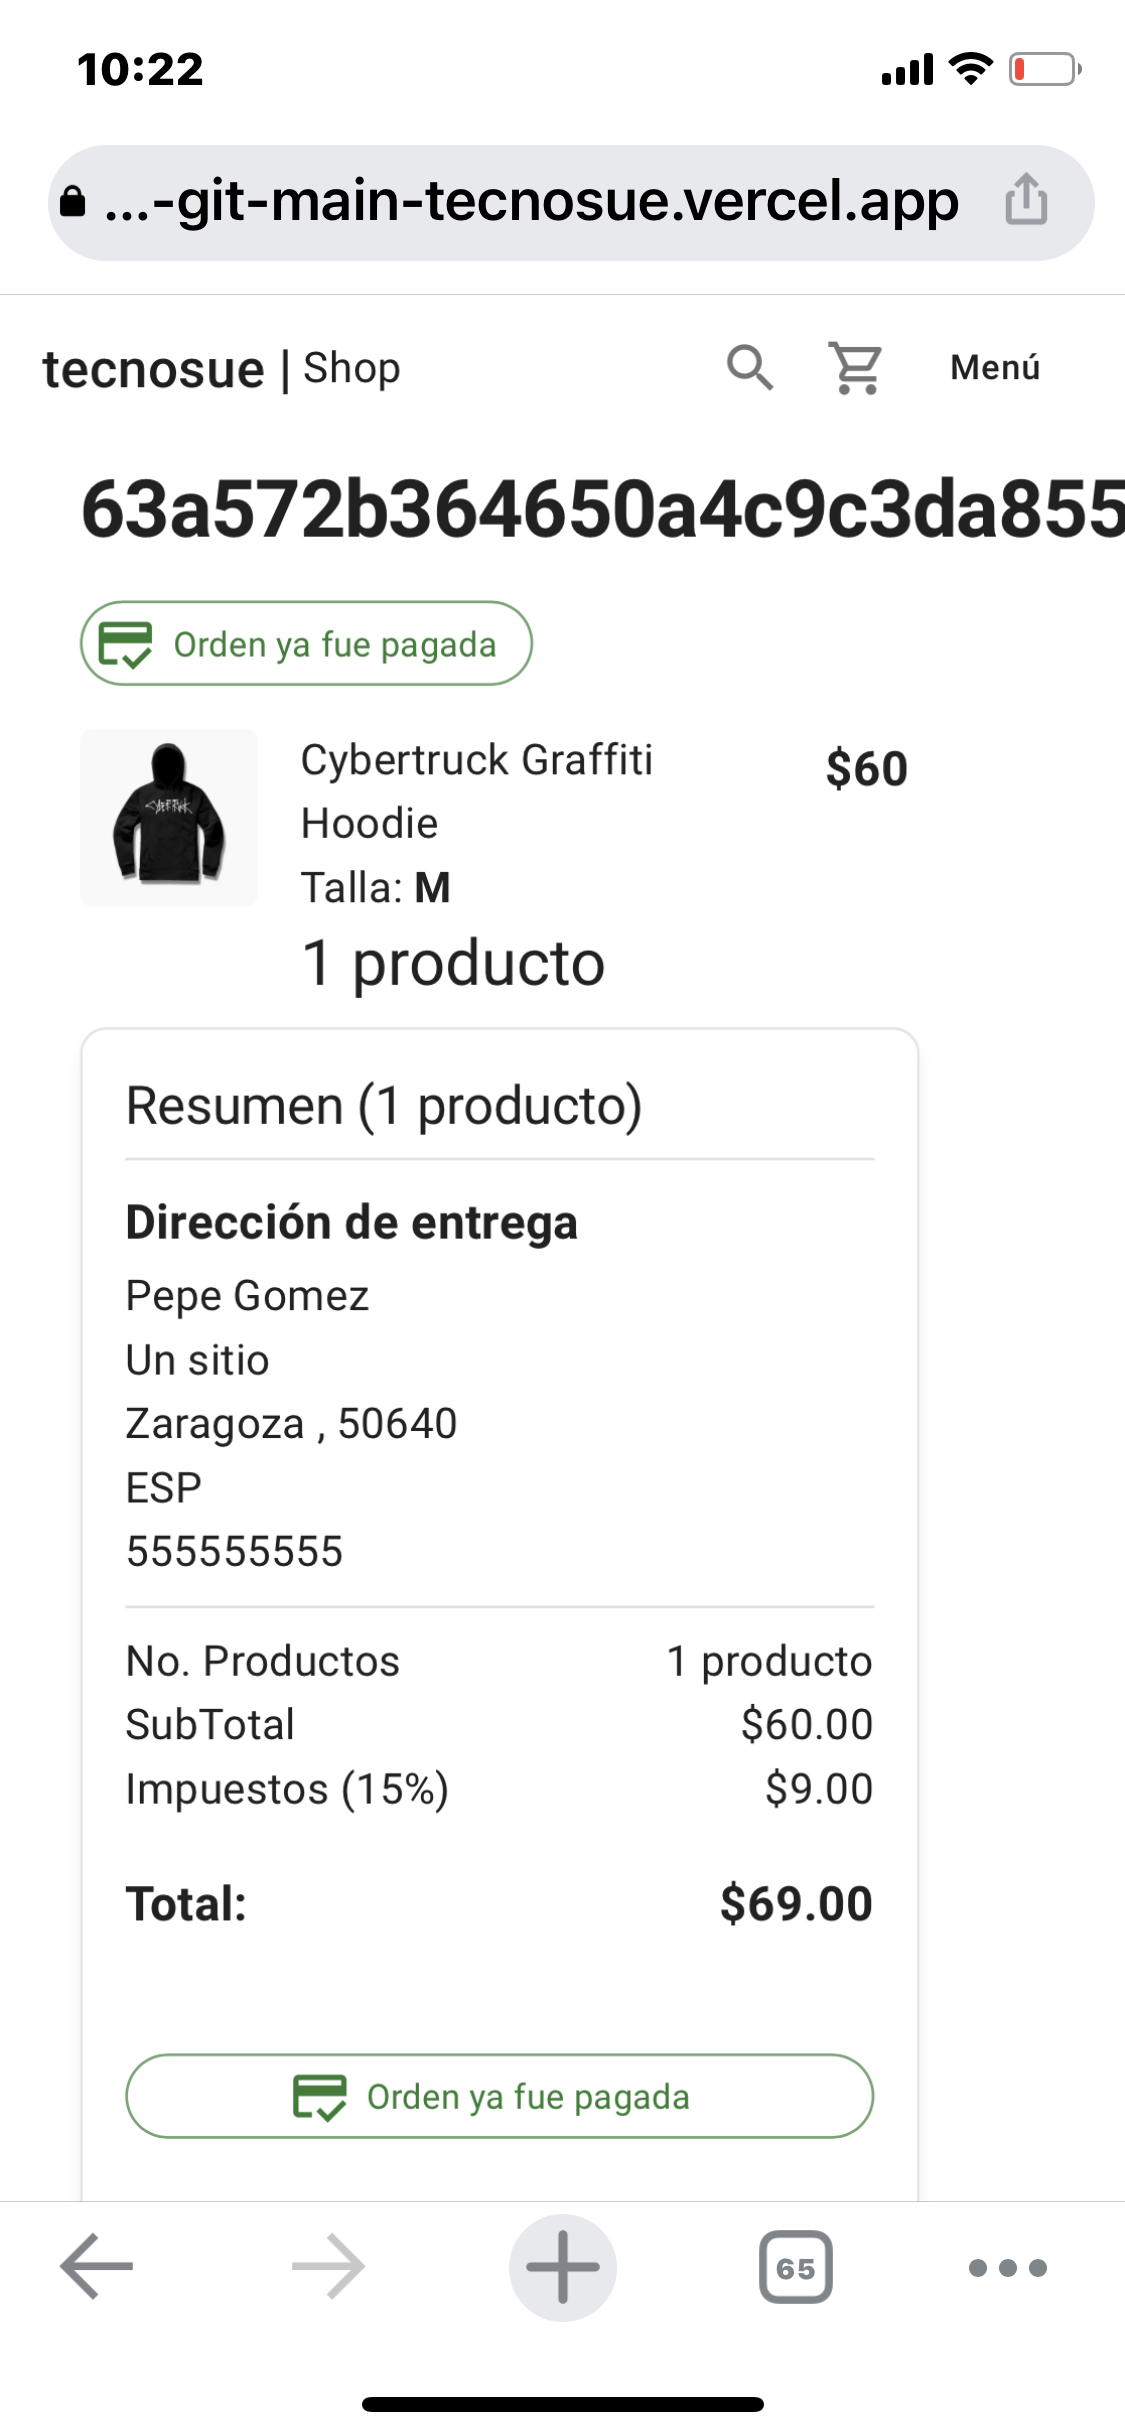 10:22
...-git-main-tecnosue.vercel.app
tecnosue | Shop
Menú
63a572b364650a4c9c3da855
Orden ya fue pagada
Cybertruck Graffiti
$60
Hoodie
Talla: M
1 producto
Resumen (1 producto)
Dirección de entrega
Pepe Gomez
Un sitio
Zaragoza , 50640
ESP
555555555
No. Productos 1 producto
SubTotal $60.00
Impuestos (15%) $9.00
Total: $69.00
Orden ya fue pagada
65